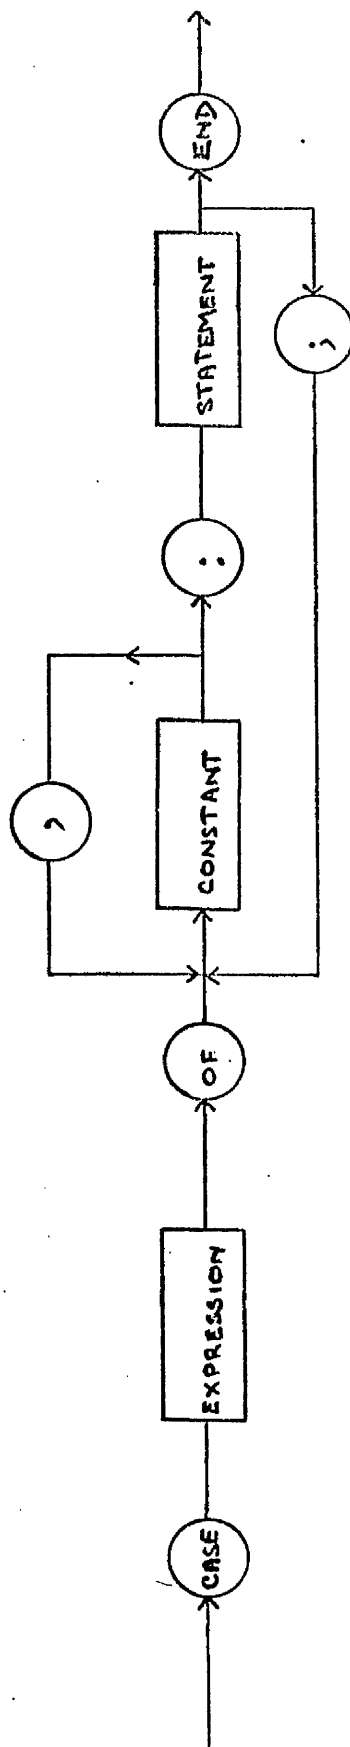 CASE
EXPRESSION
OF
CONSTANT
,
:
STATEMENT
;
END